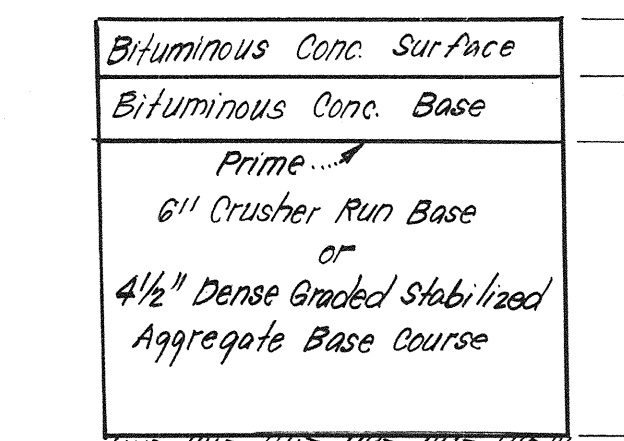 Bituminous Conc. Surface
Bituminous Conc. Base
Prime....
6" Crusher Run Base
or
4½" Dense Graded Stabilized
Aggregate Base Course